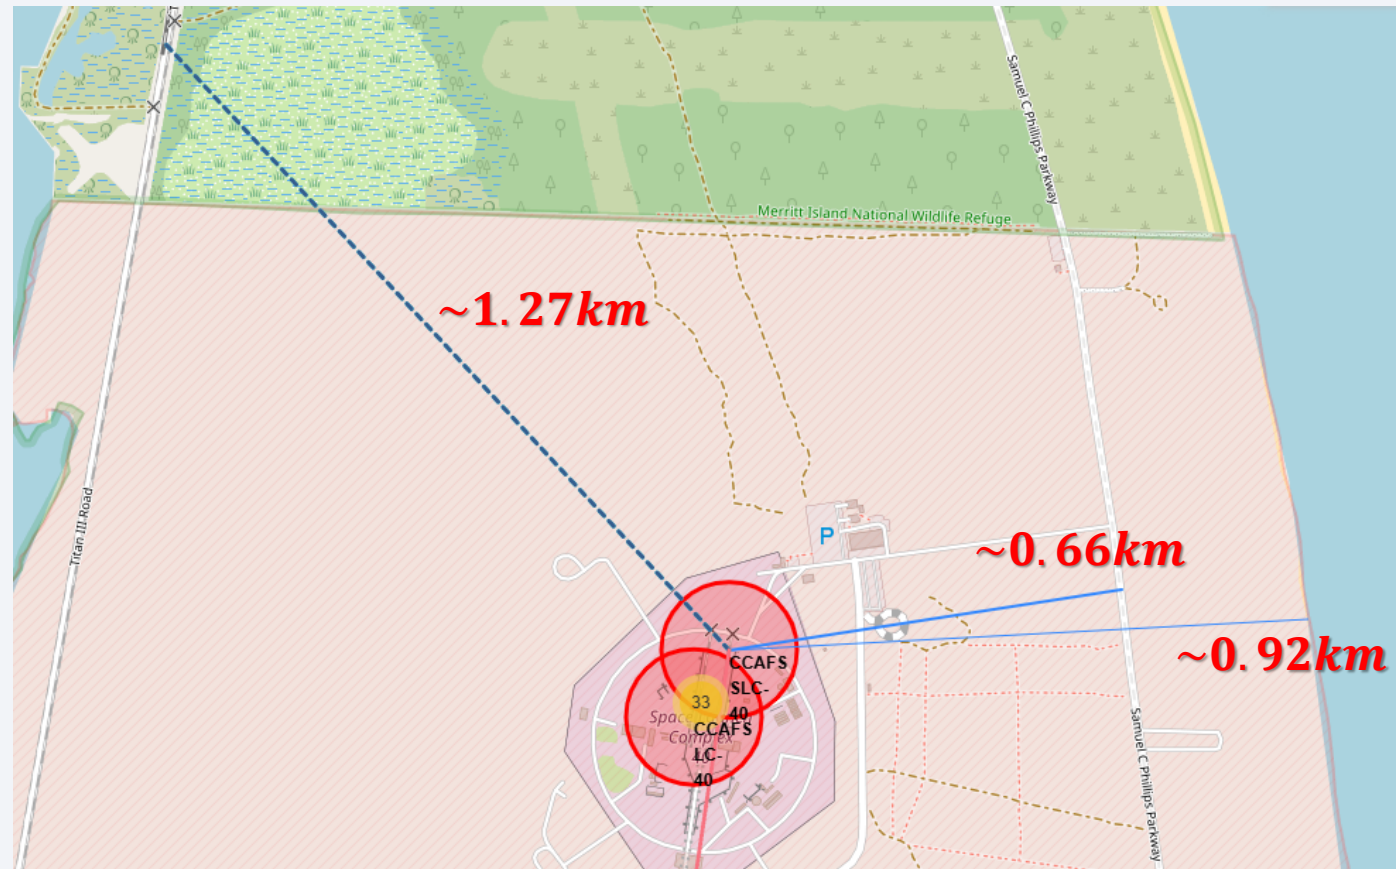 Samuel C Phillips Parkway
Merritt Island National Wildlife Refuge
~1.27km
Titan III Road
P
~0.66km
~0.92km
CCAFS
SLC-
40
33
CCAFS
Complex
LC-
40
Samuel C Phillips Parkway